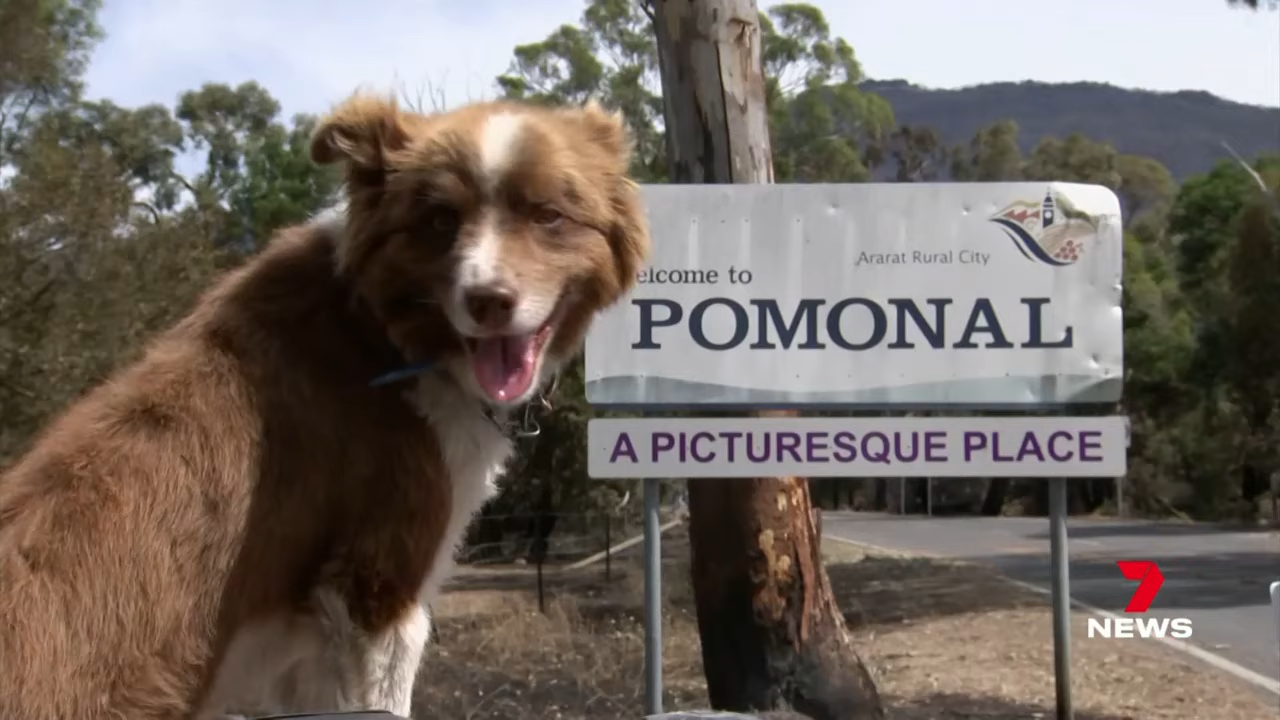 Ararat Rural City
elcome to
POMONAL
A PICTURESQUE PLACE
7
NEWS